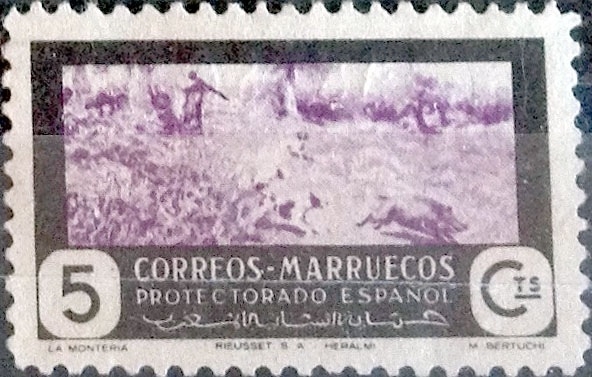 CORREOS-MARRUECOS
5 PROTECTORADO ESPAÑOL CTS
LA MONTERIA RIEUSSET. S. A. - HERALMI M. BERTUCHI